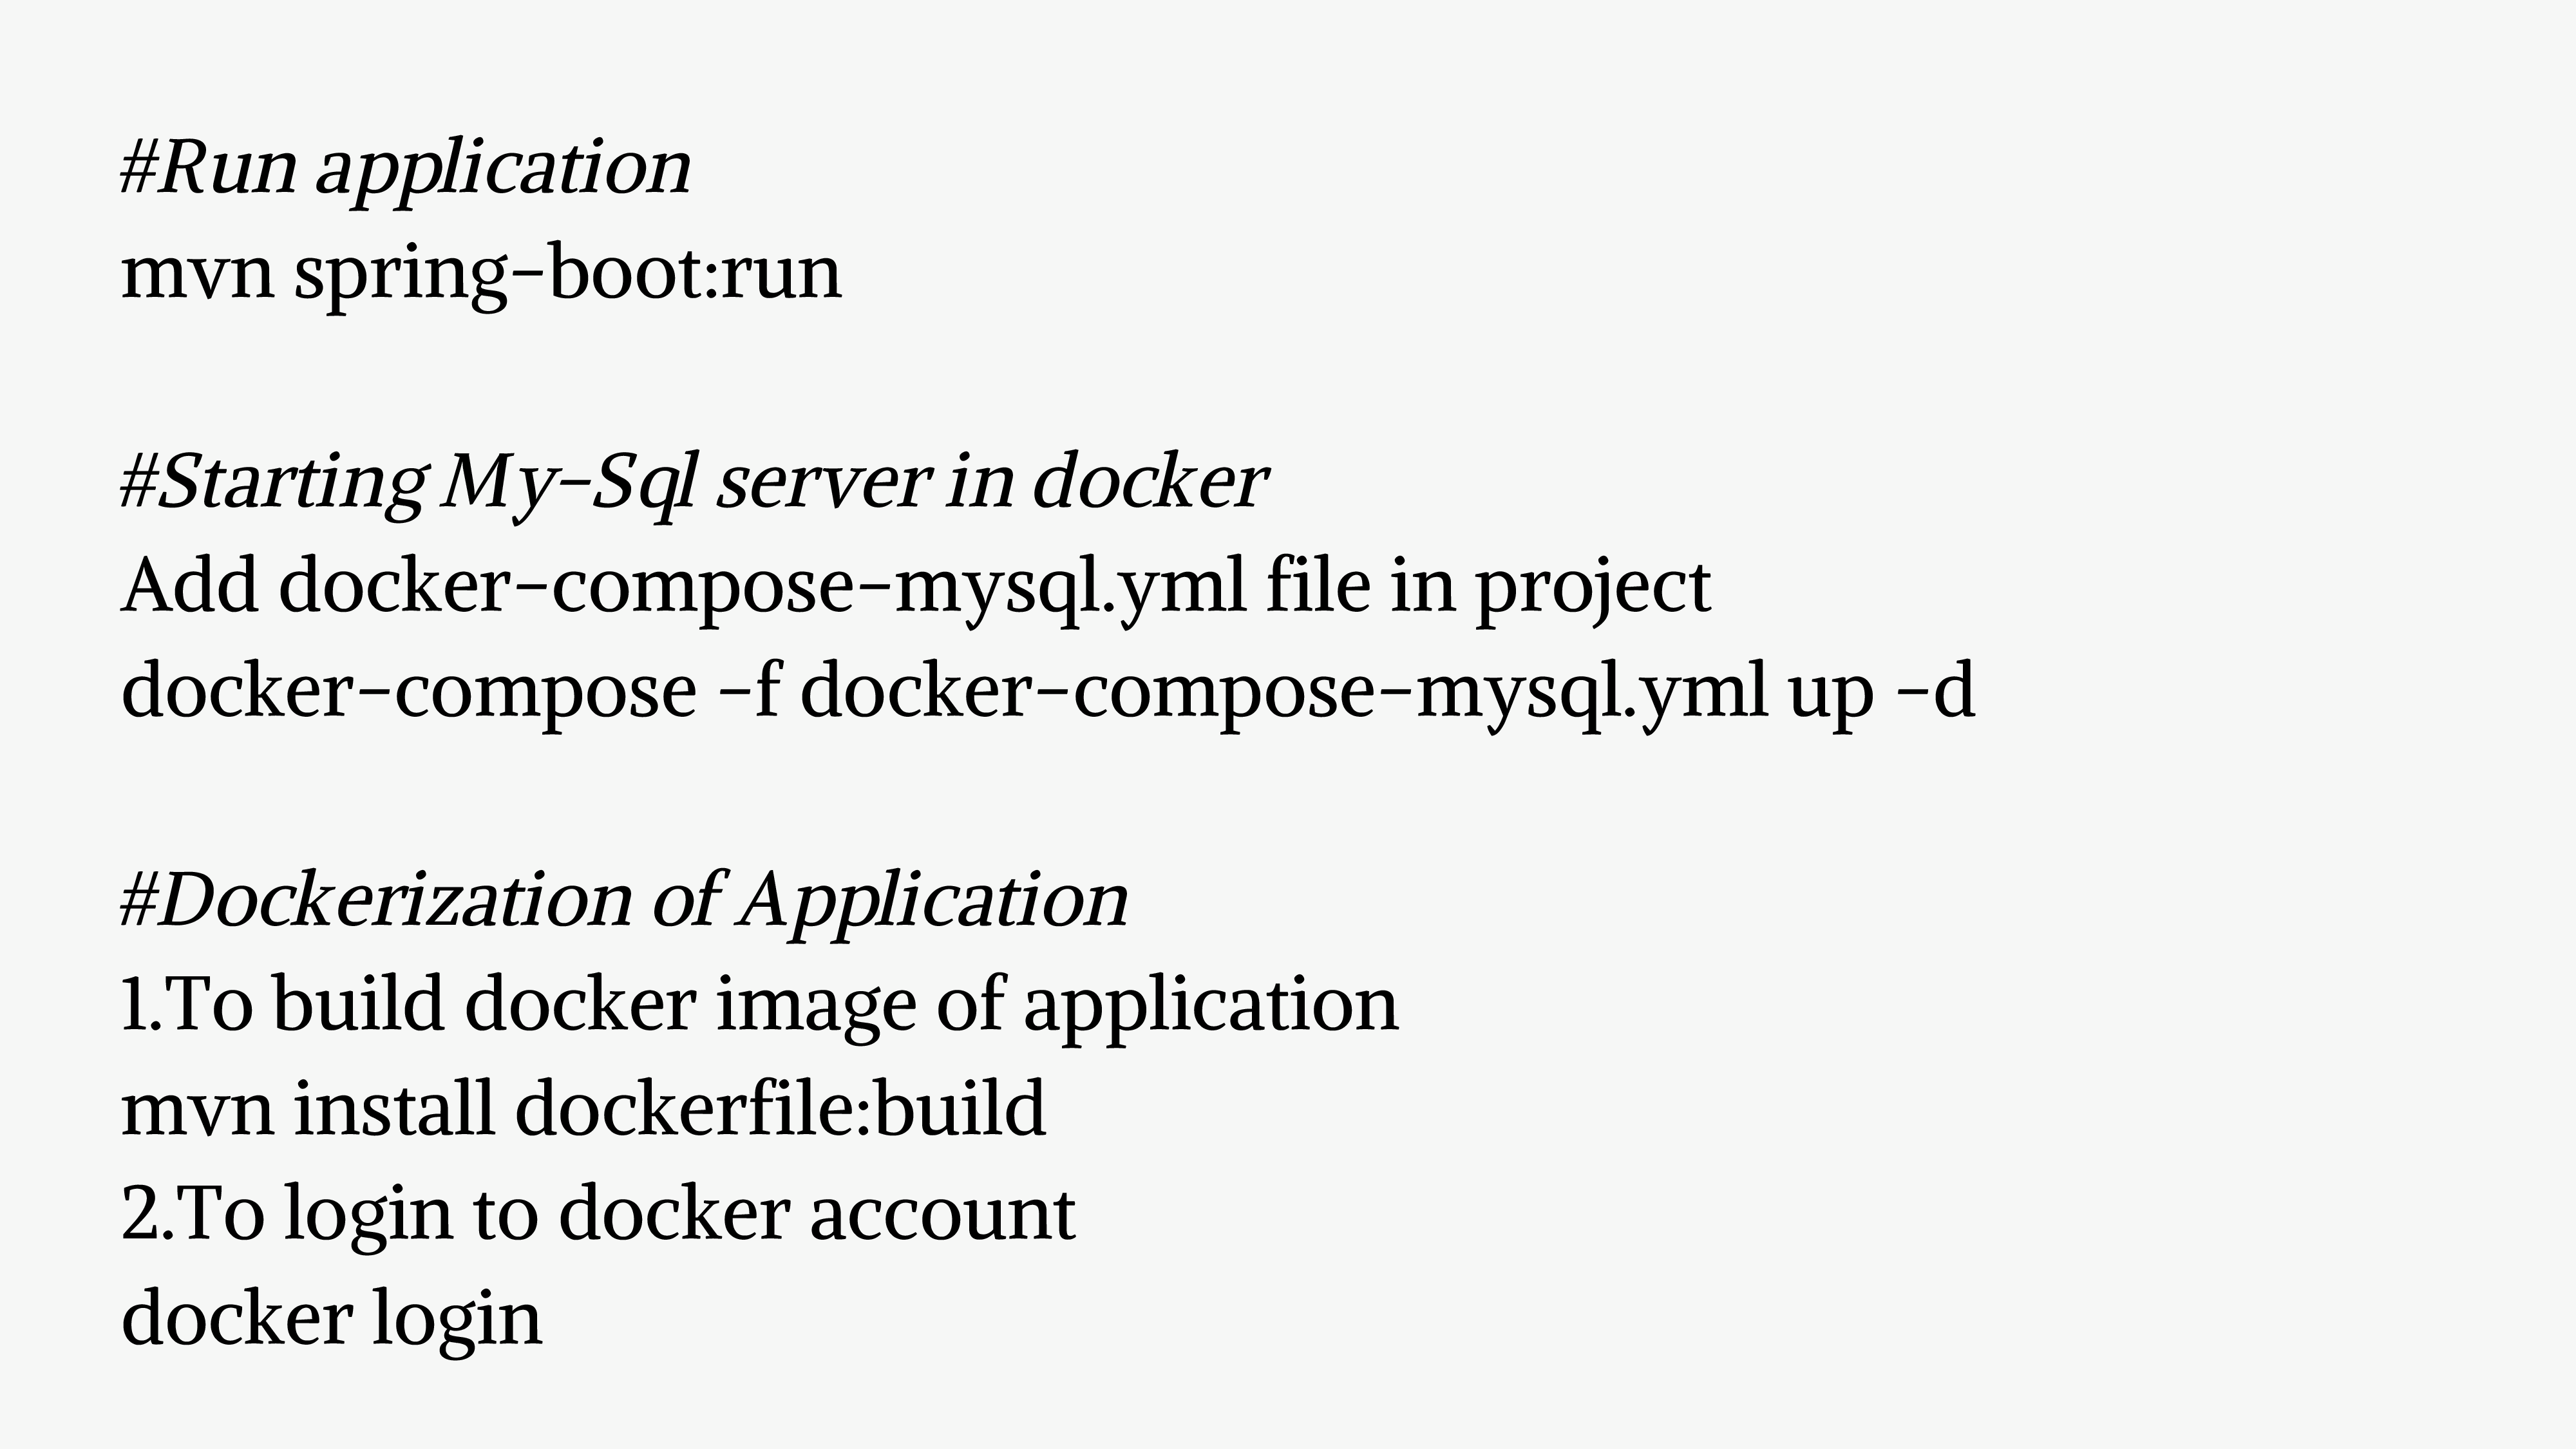 #Run application
mvn spring-boot:run
#Starting My-Sql server in docker
Add docker-compose-mysql.yml file in project
docker-compose -f docker-compose-mysql.yml up -d
#Dockerization of Application
1.To build docker image of application
mvn install dockerfile:build
2.To login to docker account
docker login